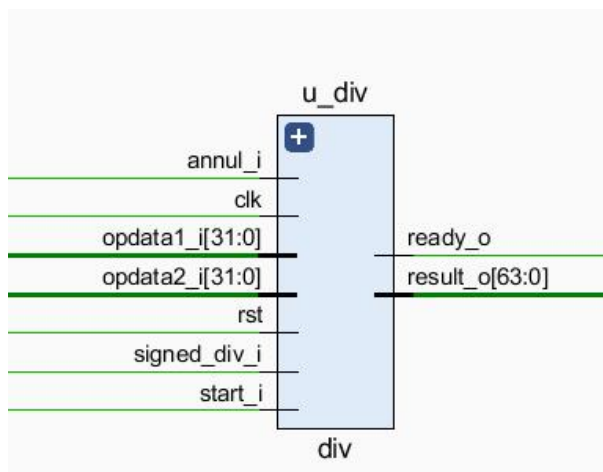 u_div
annul_i
clk
opdata1_i[31:0]
opdata2_i[31:0]
rst
signed_div_i
start_i
ready_o
result_o[63:0]
div